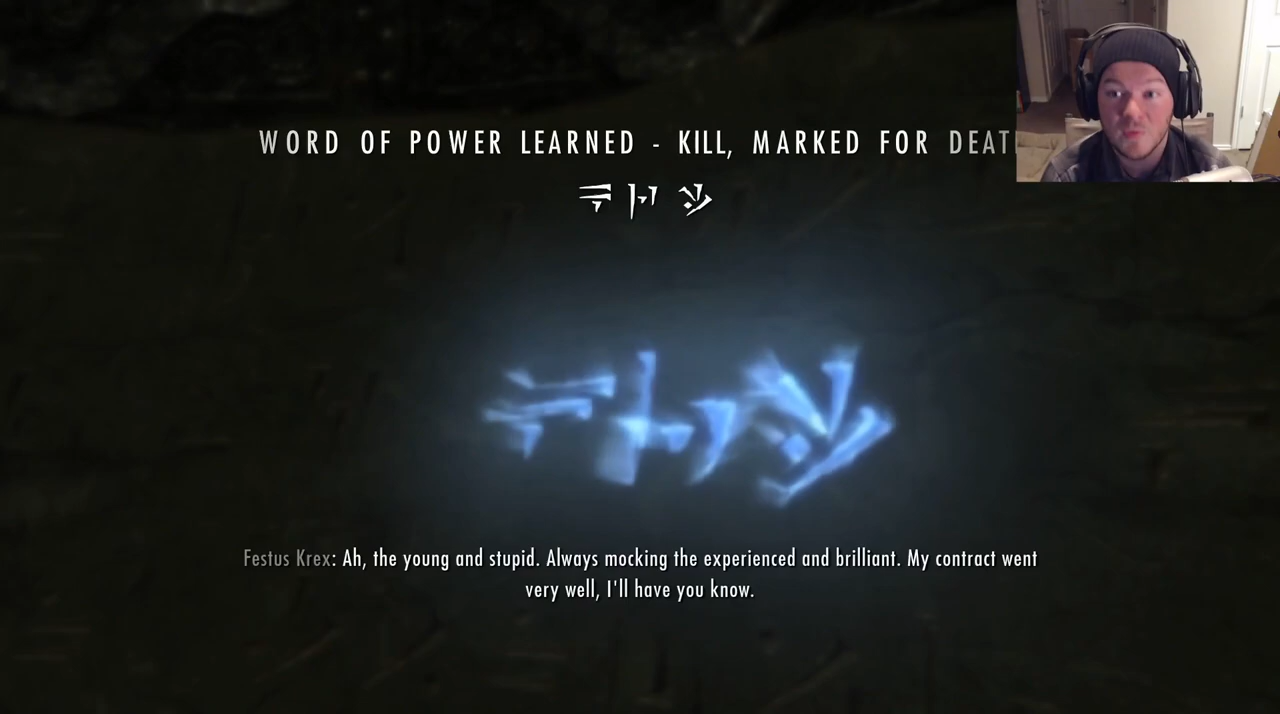 WORD OF POWER LEARNED - KILL, MARKED FOR DEAT
Festus Krex: Ah, the young and stupid. Always mocking the experienced and brilliant. My contract went
very well, I'll have you know.